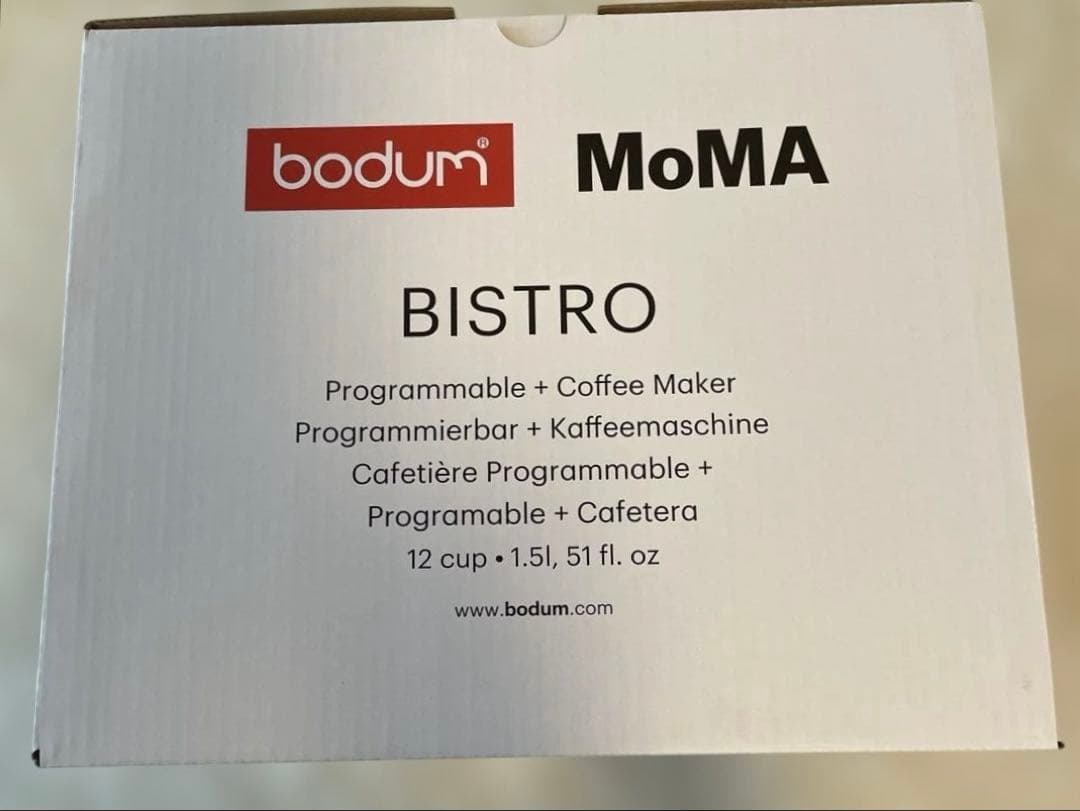 bodum®
MoMA
BISTRO
Programmable + Coffee Maker
Programmierbar + Kaffeemaschine
Cafetière Programmable +
Programable + Cafetera
12 cup • 1.5l, 51 fl. oz
www.bodum.com